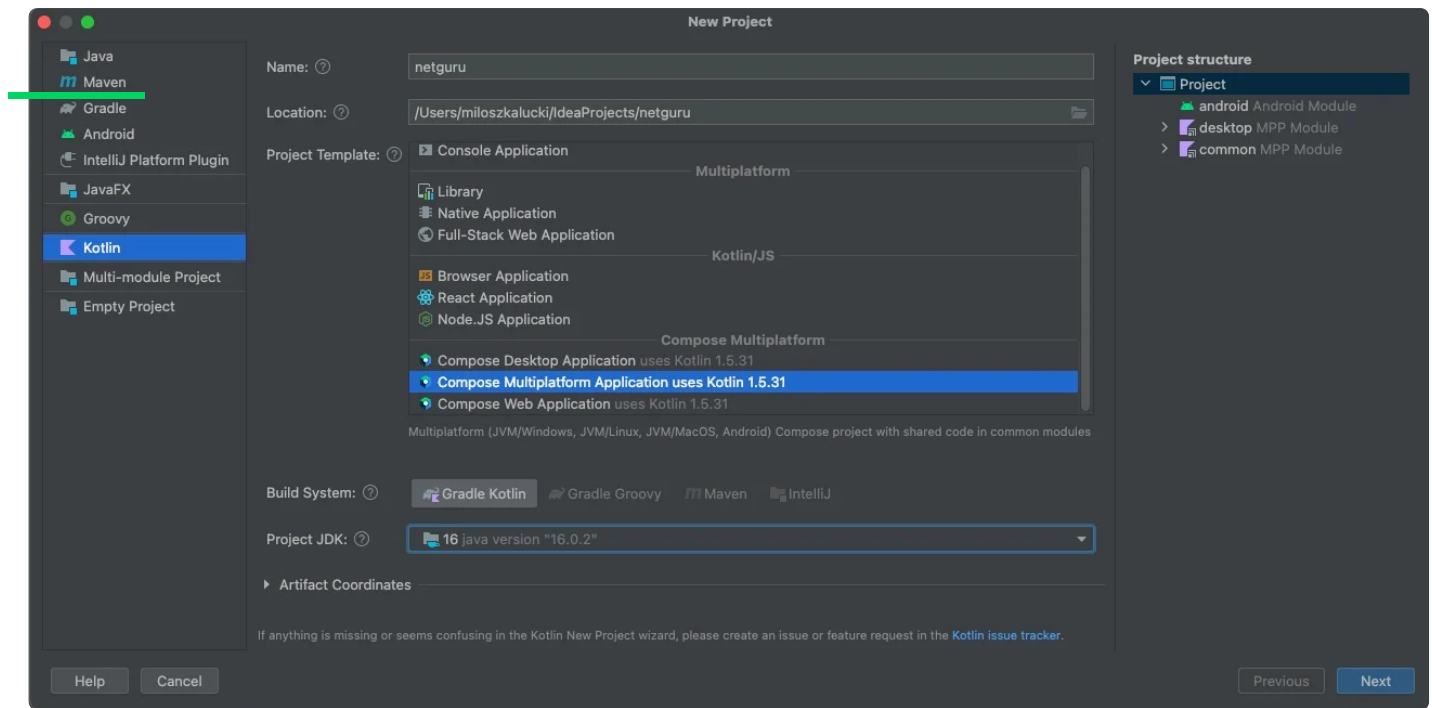 New Project
Java
Maven
Gradle
Android
IntelliJ Platform Plugin
JavaFX
Groovy
Kotlin
Multi-module Project
Empty Project
Name:
netguru
Location:
/Users/miloszkalucki/IdeaProjects/netguru
Project Template:
Console Application
Multiplatform
Library
Native Application
Full-Stack Web Application
Kotlin/JS
Browser Application
React Application
Node.JS Application
Compose Multiplatform
Compose Desktop Application uses Kotlin 1.5.31
Compose Multiplatform Application uses Kotlin 1.5.31
Compose Web Application uses Kotlin 1.5.31
Multiplatform (JVM/Windows, JVM/Linux, JVM/MacOS, Android) Compose project with shared code in common modules
Build System:
Gradle Kotlin
Gradle Groovy
Maven
IntelliJ
Project JDK:
16 java version "16.0.2"
Artifact Coordinates
If anything is missing or seems confusing in the Kotlin New Project wizard, please create an issue or feature request in the Kotlin issue tracker.
Project structure
Project
android Android Module
desktop MPP Module
common MPP Module
Help
Cancel
Previous
Next